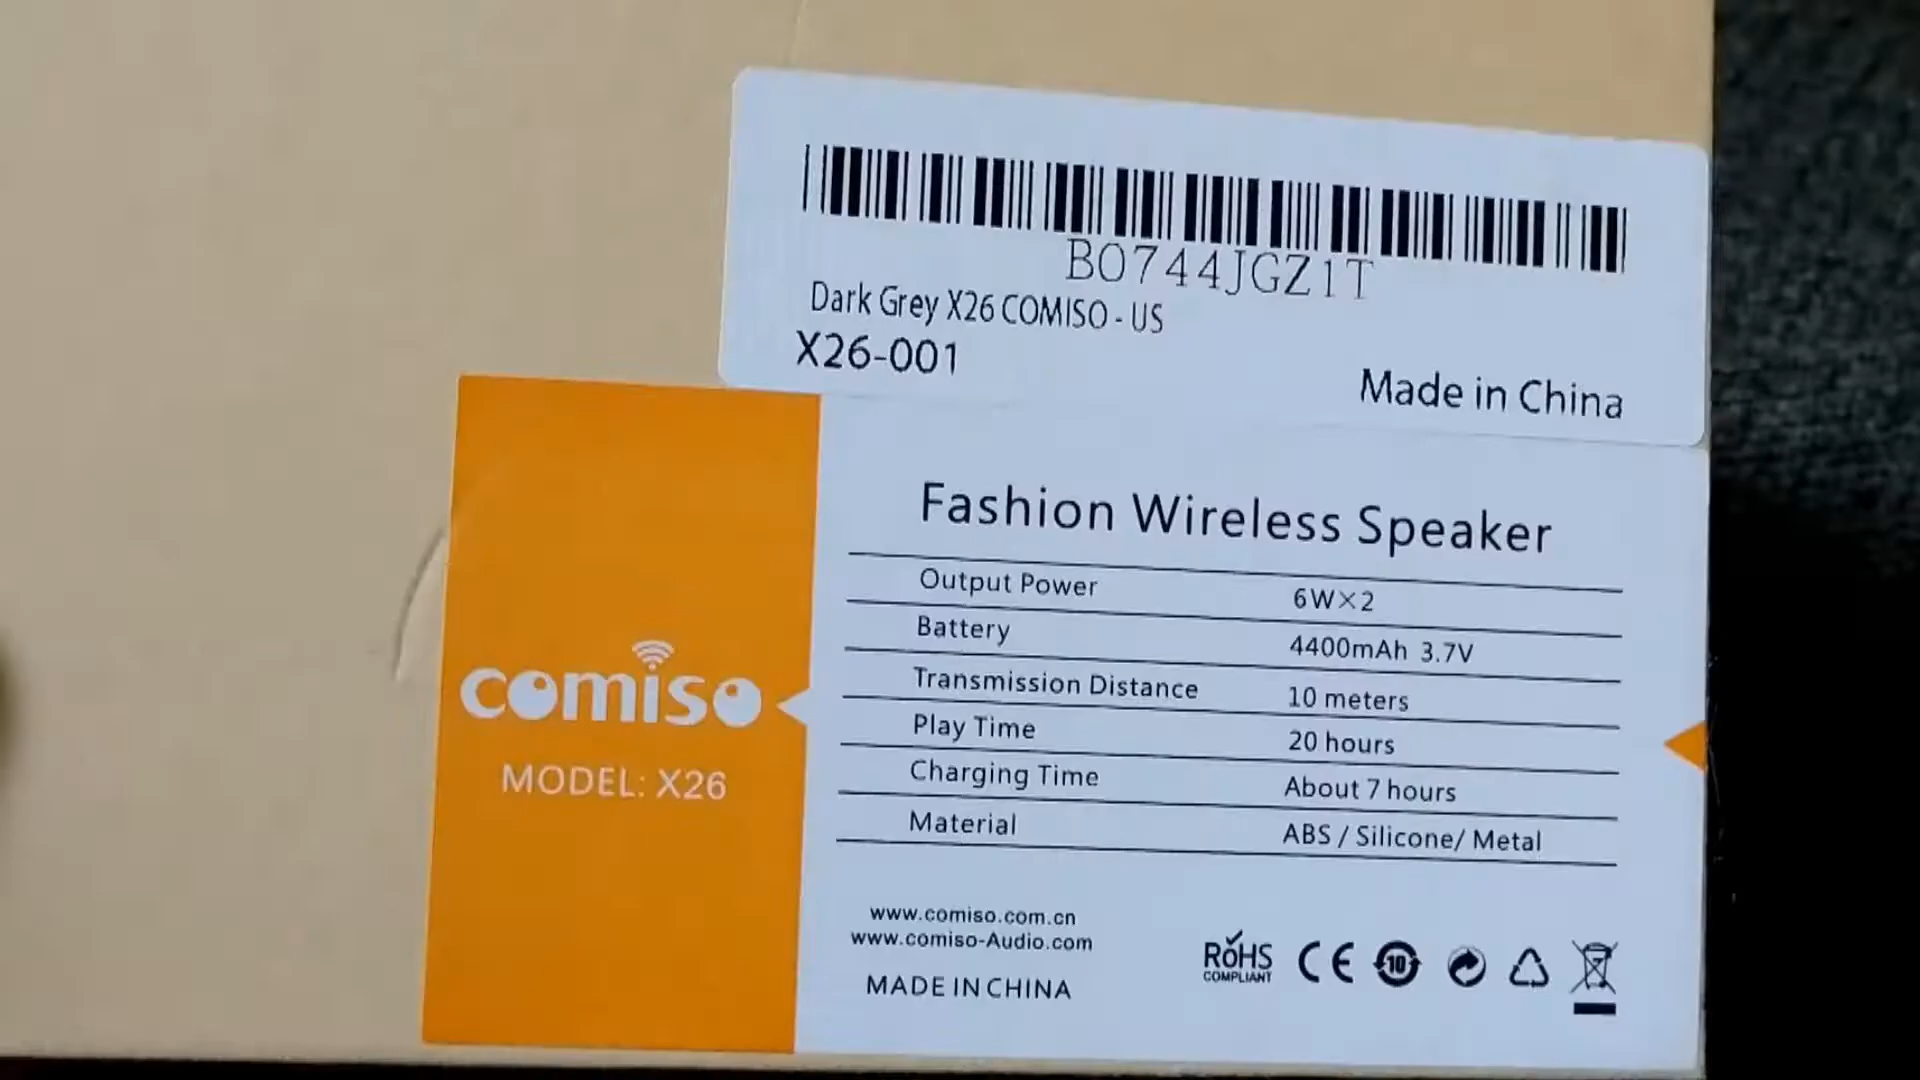 B0744JGZ1T
Dark Grey X26 COMISO - US
X26-001
Made in China
Fashion Wireless Speaker
Output Power 6W×2
Battery 4400mAh 3.7V
Transmission Distance 10 meters
Play Time 20 hours
Charging Time About 7 hours
Material ABS / Silicone/ Metal
comiso
MODEL: X26
www.comiso.com.cn
www.comiso-Audio.com
MADE IN CHINA
RoHS
COMPLIANT
CE
10